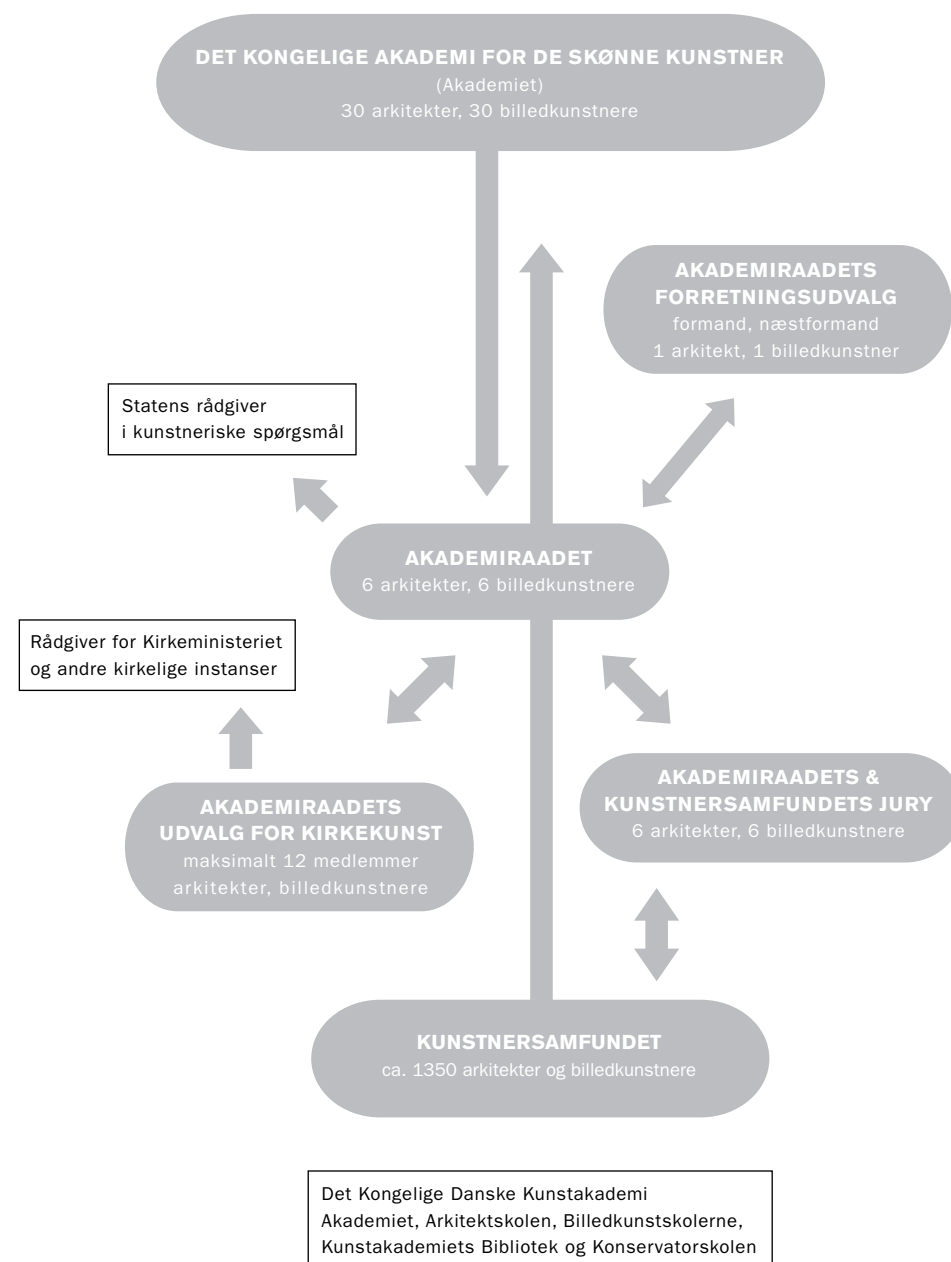 DET KONGELIGE AKADEMI FOR DE SKØNNE KUNSTNER
(Akademiet)
30 arkitekter, 30 billedkunstnere
AKADEMIRAADETS
FORRETNINGSUDVALG
formand, næstformand
1 arkitekt, 1 billedkunstner
Statens rådgiver
i kunstneriske spørgsmål
AKADEMIRAADET
6 arkitekter, 6 billedkunstnere
Rådgiver for Kirkeministeriet
og andre kirkelige instanser
AKADEMIRAADETS
UDVALG FOR KIRKEKUNST
maksimalt 12 medlemmer
arkitekter, billedkunstnere
AKADEMIRAADETS &
KUNSTNERSAMFUNDETS JURY
6 arkitekter, 6 billedkunstnere
KUNSTNERSAMFUNDET
ca. 1350 arkitekter og billedkunstnere
Det Kongelige Danske Kunstakademi
Akademiet, Arkitektskolen, Billedkunstskolerne,
Kunstakademiets Bibliotek og Konservatorskolen